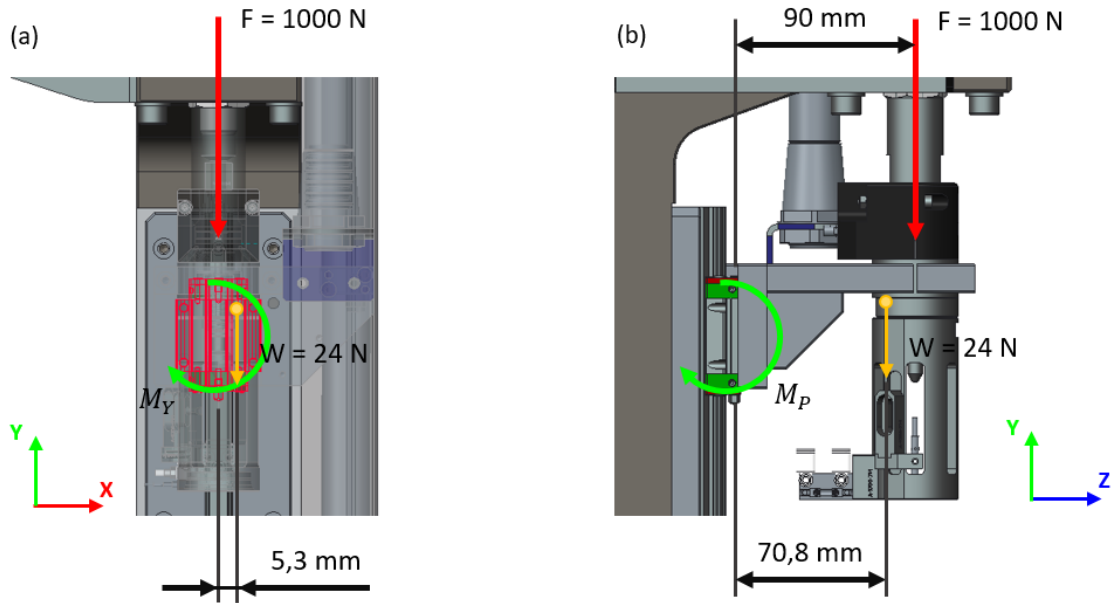 (a)
F = 1000 N
W = 24 N
M_Y
Y
X
5,3 mm
(b)
90 mm
F = 1000 N
W = 24 N
M_P
Y
Z
70,8 mm